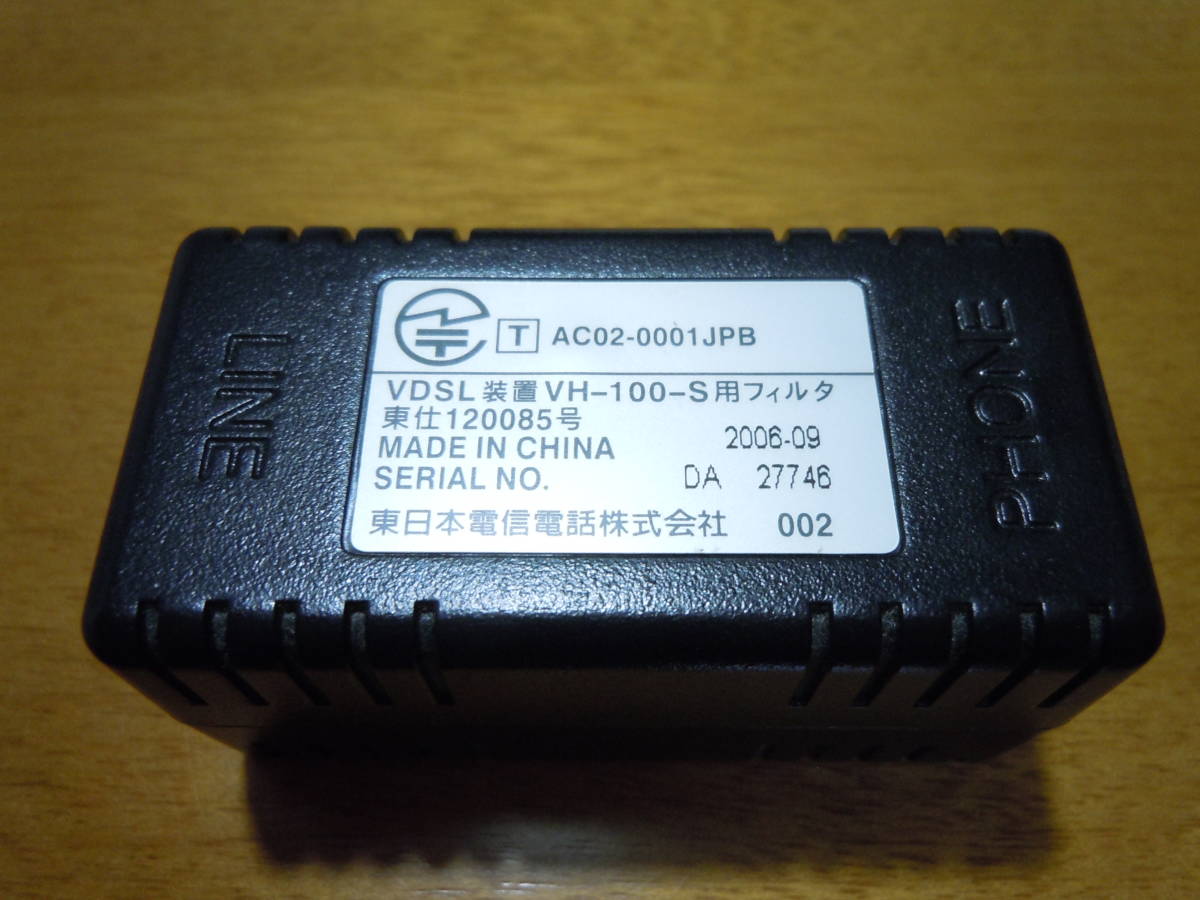 T AC02-0001JPB
VDSL 装置 VH-100-S用フィルタ
東仕120085号
MADE IN CHINA 2006-09
SERIAL NO. DA 27746
東日本電信電話株式会社 002
LINE
PHONE